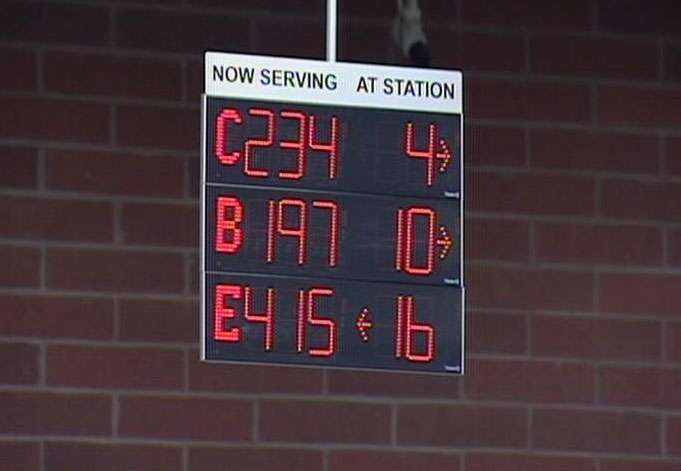 NOW SERVING AT STATION
C234 4→
B197 10→
E415 ←16